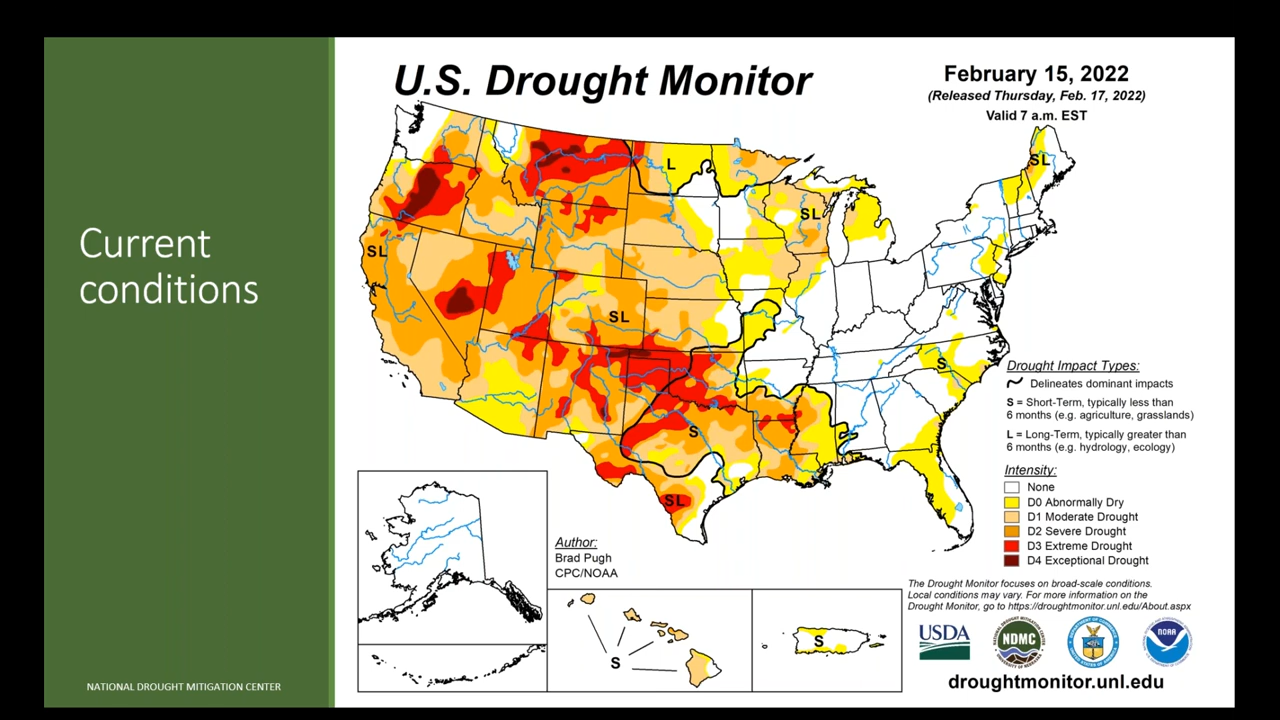 Current
conditions
NATIONAL DROUGHT MITIGATION CENTER
U.S. Drought Monitor
February 15, 2022
(Released Thursday, Feb. 17, 2022)
Valid 7 a.m. EST
L
SL
SL
SL
SL
S
S
SL
Drought Impact Types:
Delineates dominant impacts
S = Short-Term, typically less than
6 months (e.g. agriculture, grasslands)
L = Long-Term, typically greater than
6 months (e.g. hydrology, ecology)
Intensity:
None
D0 Abnormally Dry
D1 Moderate Drought
D2 Severe Drought
D3 Extreme Drought
D4 Exceptional Drought
Author:
Brad Pugh
CPC/NOAA
S
S
The Drought Monitor focuses on broad-scale conditions.
Local conditions may vary. For more information on the
Drought Monitor, go to https://droughtmonitor.unl.edu/About.aspx
USDA
NDMC
NOAA
droughtmonitor.unl.edu